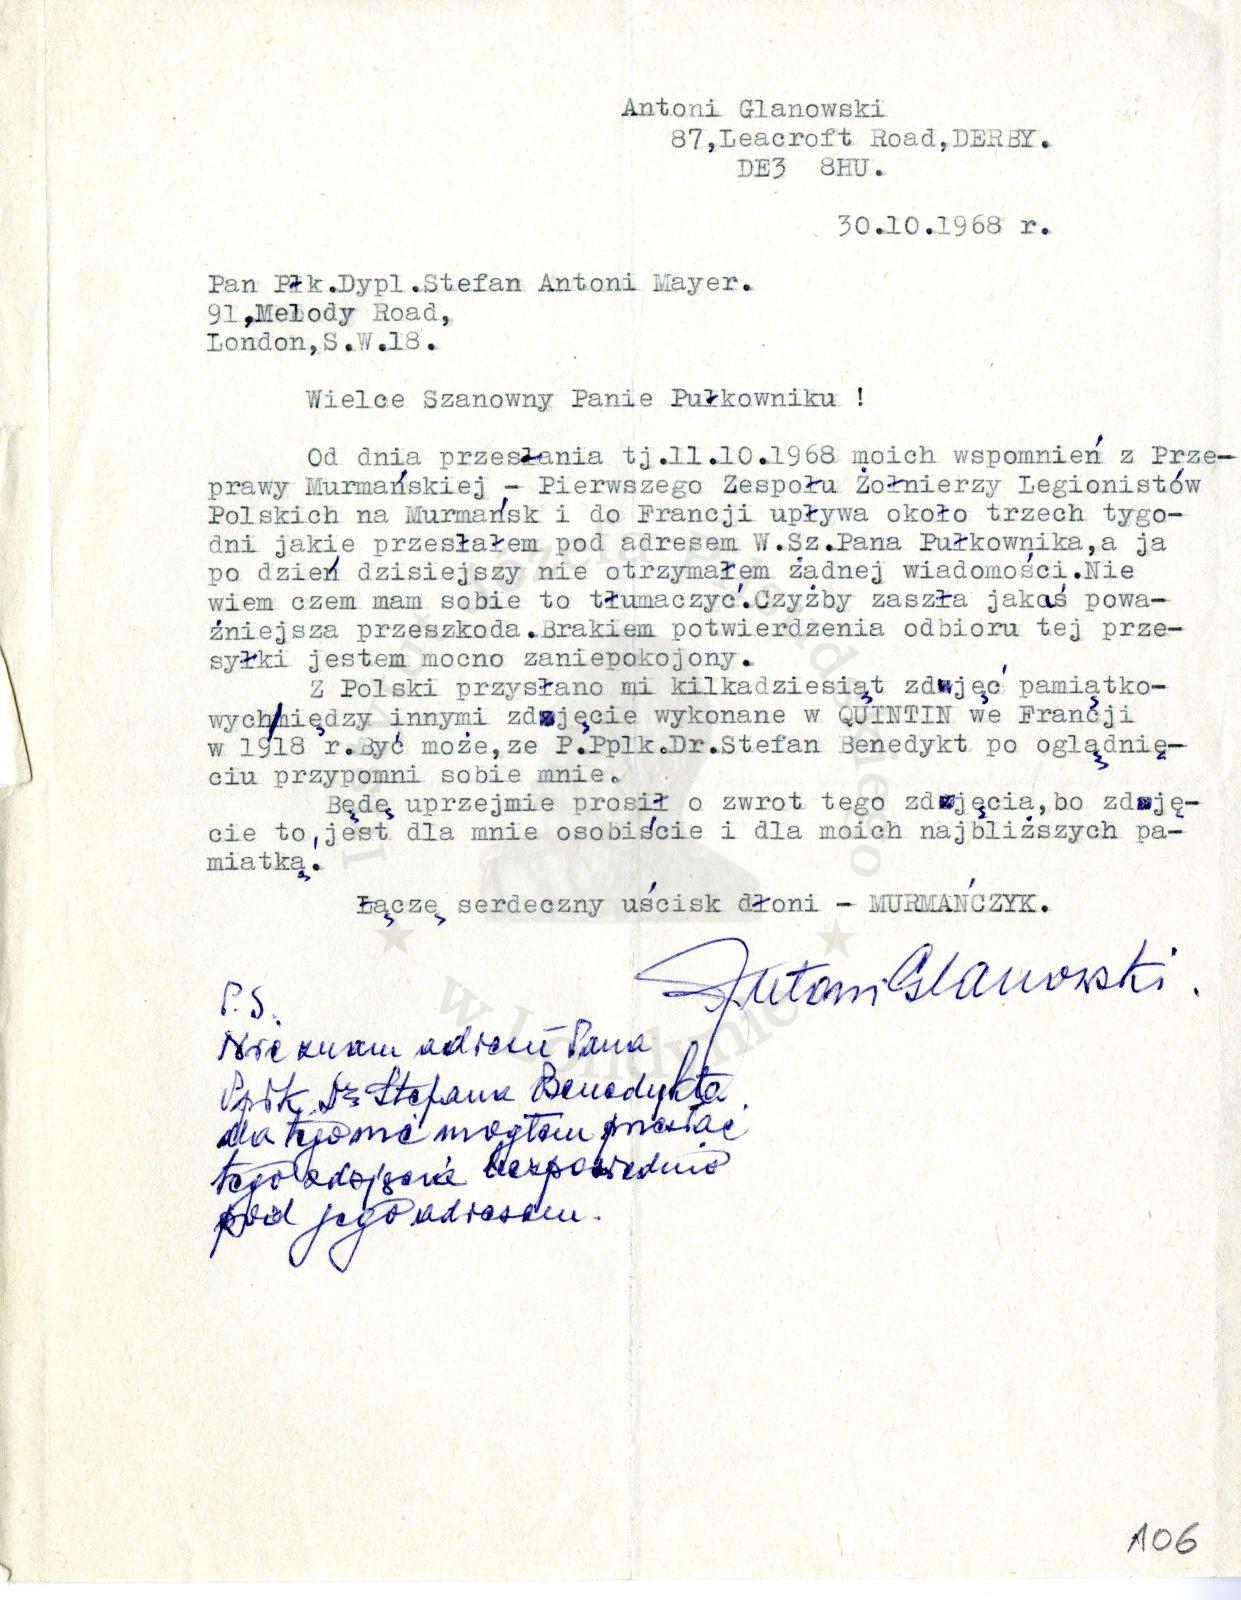 Antoni Glanowski
87,Leacroft Road,DERBY.
DE3 8HU.
30.10.1968 r.
Pan Płk.Dypl.Stefan Antoni Mayer.
91,Melody Road,
London,S.W.18.
Wielce Szanowny Panie Pułkowniku !
Od dnia przesłania tj.11.10.1968 moich wspomnień z Prze-
prawy Murmańskiej - Pierwszego Zespołu Żołnierzy Legionistów
Polskich na Murmańsk i do Francji upływa około trzech tygo-
dni jakie przesłałem pod adresem W.Sz.Pana Pułkownika,a ja
po dzień dzisiejszy nie otrzymałem żadnej wiadomości.Nie
wiem czem mam sobie to tłumaczyć.Czyżby zaszła jakaś powa-
żniejsza przeszkoda.Brakiem potwierdzenia odbioru tej prze-
syłki jestem mocno zaniepokojony.
Z Polski przysłano mi kilkadziesiąt zdjęć pamiątko-
wych/między innymi zdjęcie wykonane w QUINTIN we Francji
w 1918 r.Być może,ze P.Pplk.Dr.Stefan Benedykt po oglądnię-
ciu przypomni sobie mnie.
Będę uprzejmie prosił o zwrot tego zdjęcia,bo zdję-
cie to,jest dla mnie osobiście i dla moich najbliższych pa-
miatką.
Łączę serdeczny uścisk dłoni - MURMAŃCZYK.
Antoni Glanowski.
P.S.
Nie znam adresu Pana
Ppłk Dr Stefana Benedykta
dla tego nie mogłem przesłać
tego zdjęcia bezpośrednio
pod jego adresem.
w Londynie
106